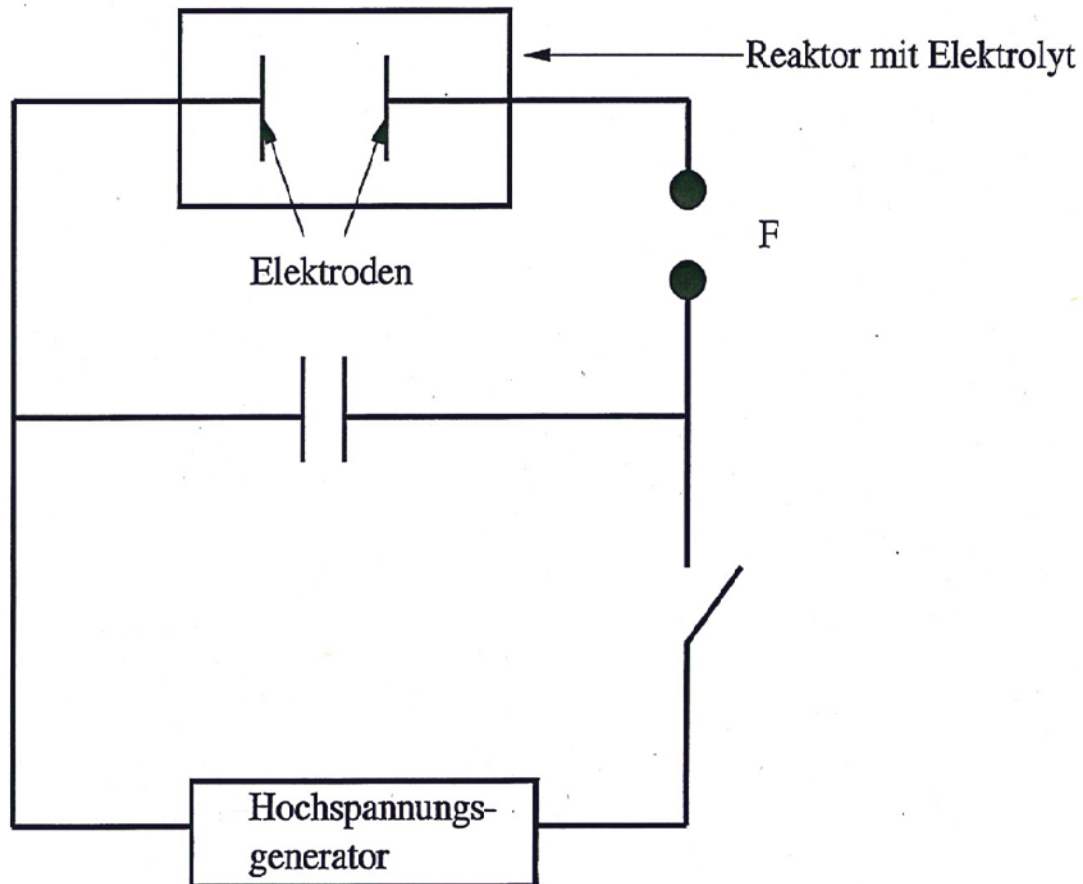 Reaktor mit Elektrolyt
F
Elektroden
Hochspannungs-
generator